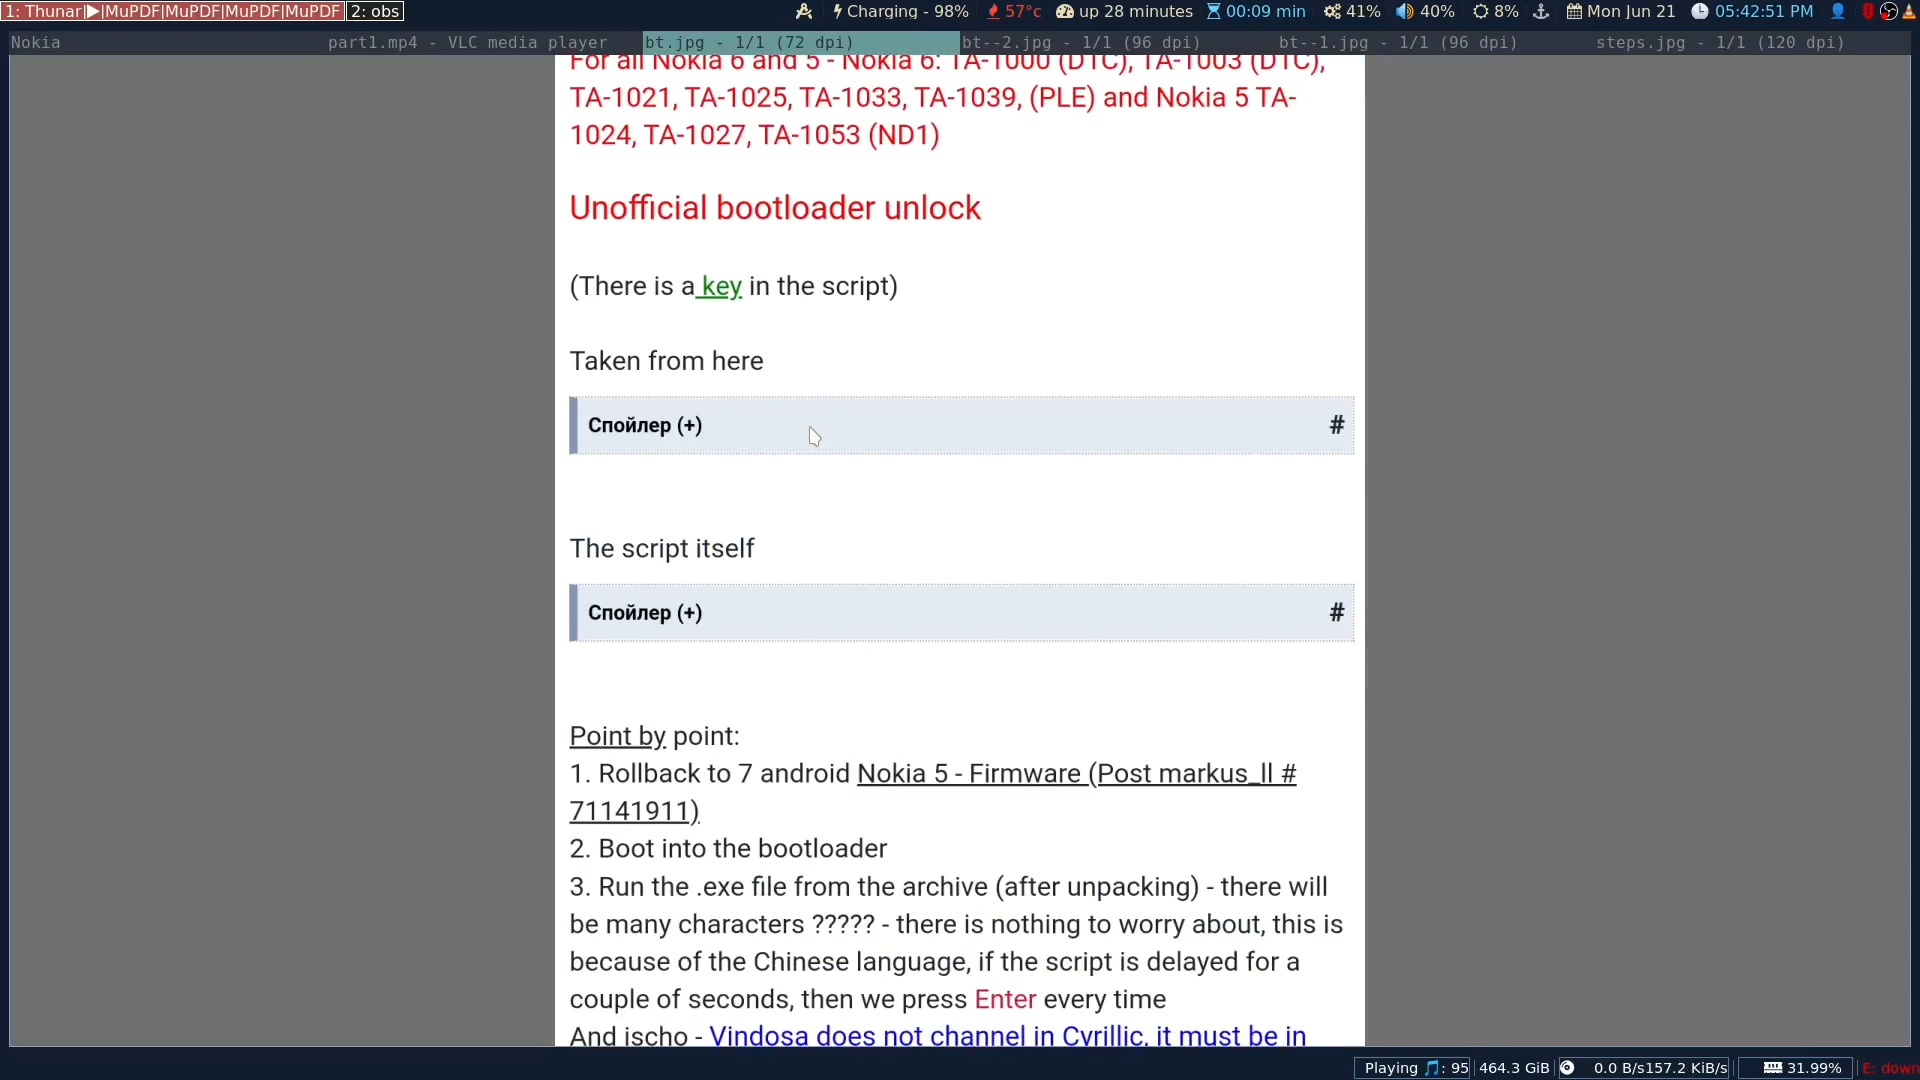 1: Thunar|▶|MuPDF|MuPDF|MuPDF|MuPDF 2: obs Charging - 98% 57°c up 28 minutes 00:09 min 41% 40% 8% Mon Jun 21 05:42:51 PM
Nokia part1.mp4 - VLC media player bt.jpg - 1/1 (72 dpi) bt--2.jpg - 1/1 (96 dpi) bt--1.jpg - 1/1 (96 dpi) steps.jpg - 1/1 (120 dpi)
For all Nokia 6 and 5 - Nokia 6: TA-1000 (D1C), TA-1003 (D1C),
TA-1021, TA-1025, TA-1033, TA-1039, (PLE) and Nokia 5 TA-
1024, TA-1027, TA-1053 (ND1)
Unofficial bootloader unlock
(There is a key in the script)
Taken from here
Спойлер (+) #
The script itself
Спойлер (+) #
Point by point:
1. Rollback to 7 android Nokia 5 - Firmware (Post markus_ll #
71141911)
2. Boot into the bootloader
3. Run the .exe file from the archive (after unpacking) - there will
be many characters ????? - there is nothing to worry about, this is
because of the Chinese language, if the script is delayed for a
couple of seconds, then we press Enter every time
And ischo - Vindosa does not channel in Cyrillic, it must be in
Playing 🎵: 95 464.3 GiB 0.0 B/s157.2 KiB/s 31.99% E: down